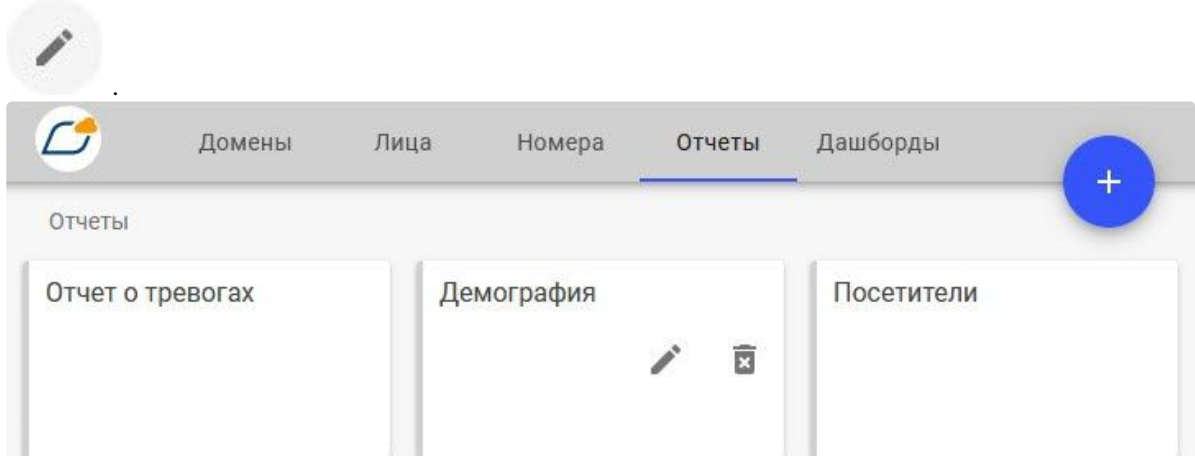 .
Домены Лица Номера Отчеты Дашборды
+
Отчеты
Отчет о тревогах Демография Посетители